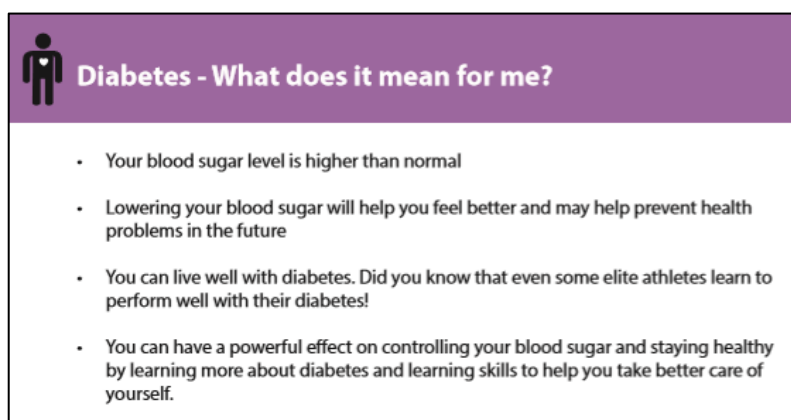 Diabetes - What does it mean for me?
• Your blood sugar level is higher than normal
• Lowering your blood sugar will help you feel better and may help prevent health
problems in the future
• You can live well with diabetes. Did you know that even some elite athletes learn to
perform well with their diabetes!
• You can have a powerful effect on controlling your blood sugar and staying healthy
by learning more about diabetes and learning skills to help you take better care of
yourself.